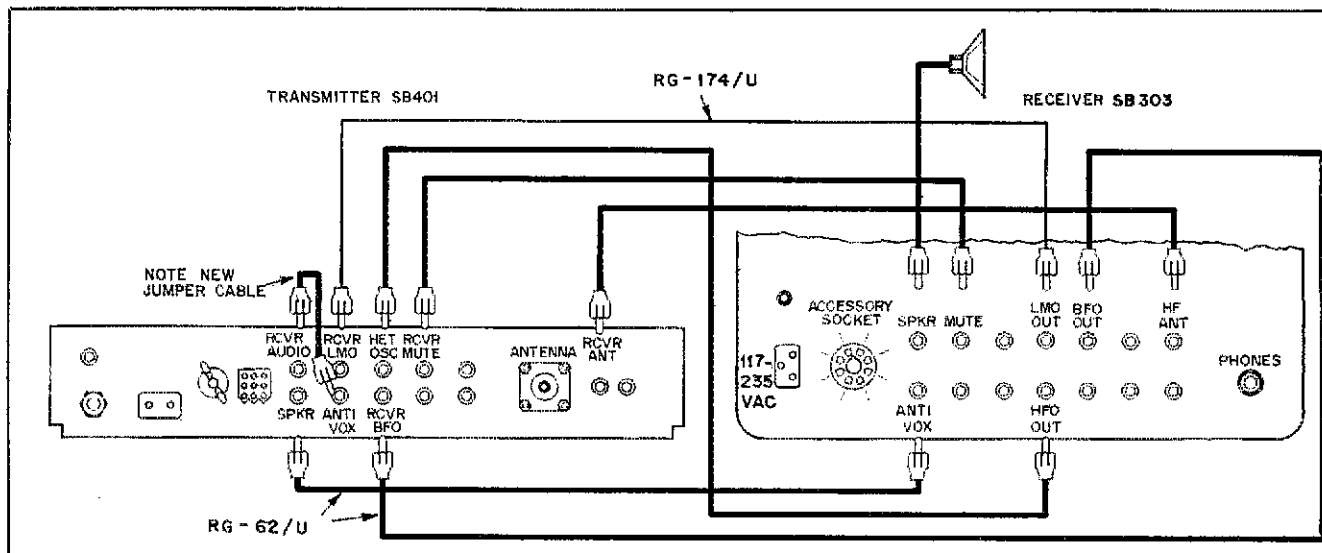 RG-174/U
TRANSMITTER SB401
RECEIVER SB303
NOTE NEW
JUMPER CABLE
RCVR
AUDIO
RCVR
LMO
HET
OSC
RCVR
MUTE
ANTENNA
RCVR
ANT
SPKR
ANTI
VOX
RCVR
BFO
ACCESSORY
SOCKET
SPKR
MUTE
LMO
OUT
BFO
OUT
HF
ANT
117-
235
VAC
PHONES
ANTI
VOX
HFO
OUT
RG-62/U